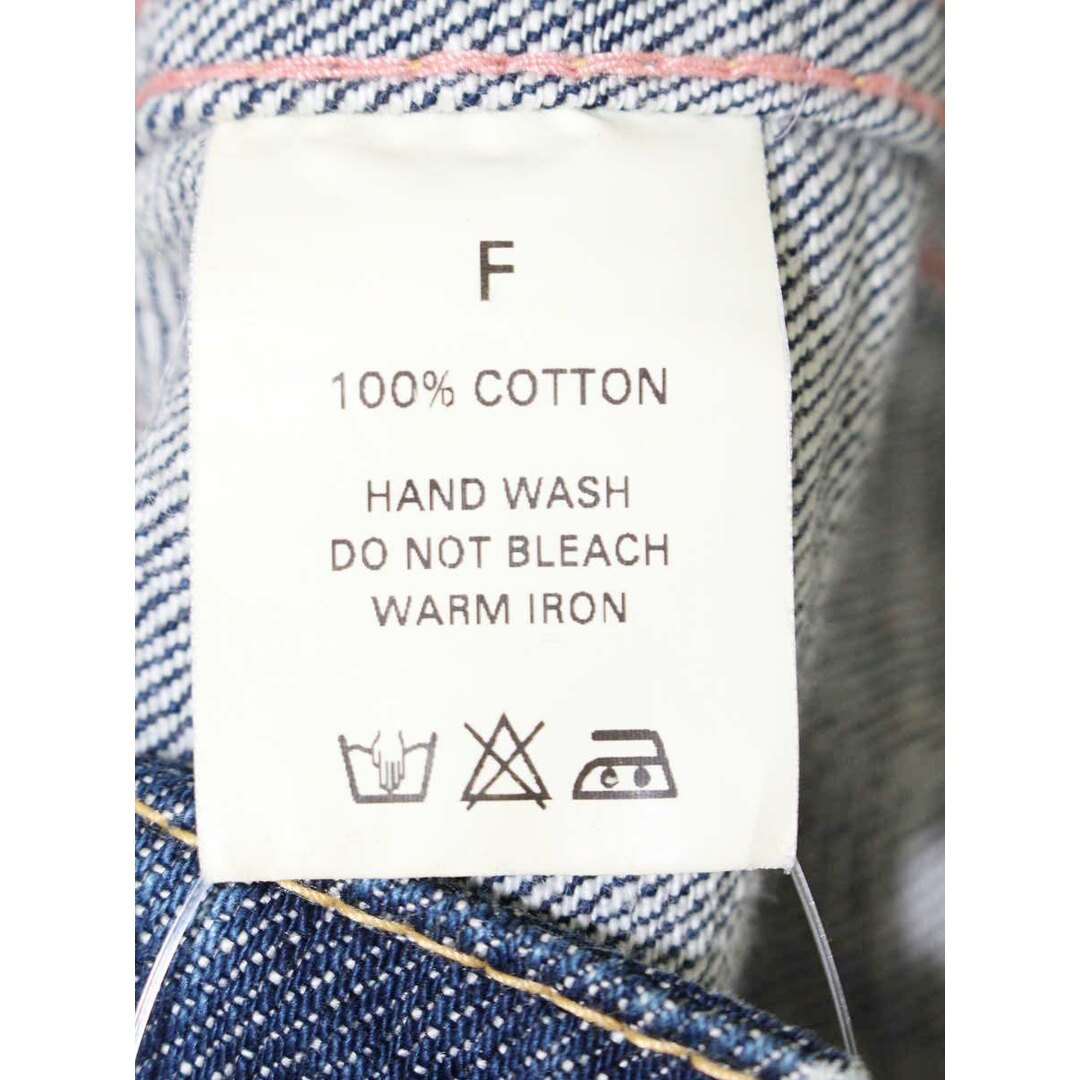 F
100% COTTON
HAND WASH
DO NOT BLEACH
WARM IRON